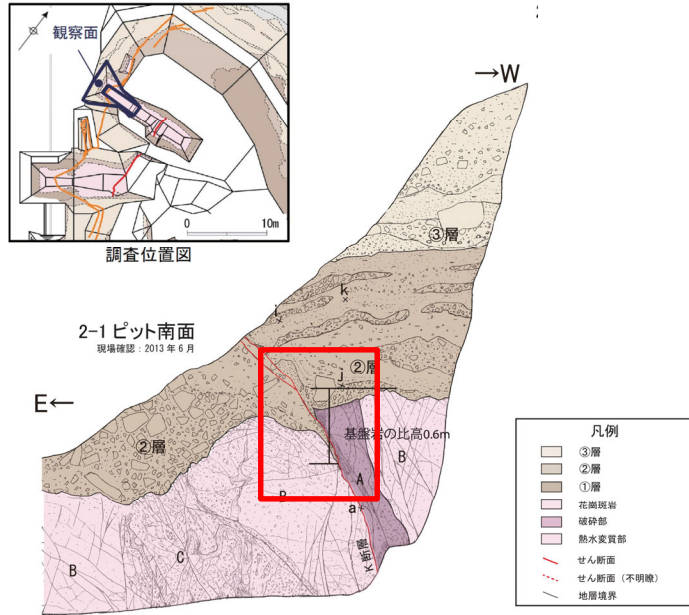 観察面
0
10m
調査位置図
→W
③層
k
i
2-1 ピット南面
現場確認:2013年6月
②層
j
E←
基盤岩の比高0.6m
②層
B
A
B
a
K断層
C
B
凡例
③層
②層
①層
花崗斑岩
破砕部
熱水変質部
せん断面
せん断面(不明瞭)
地層境界